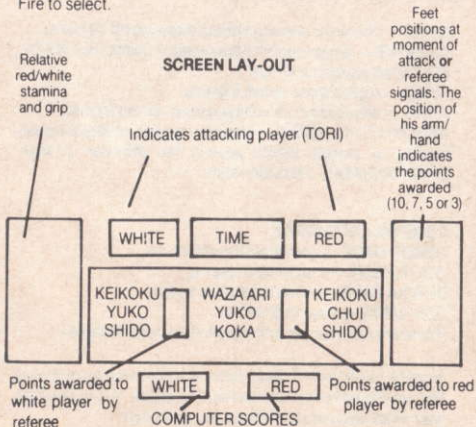 Fire to select.
Relative
red/white
stamina
and grip
SCREEN LAY-OUT
Indicates attacking player (TORI)
Feet
positions at
moment of
attack or
referee
signals. The
position of
his arm/
hand
indicates
the points
awarded
(10, 7, 5 or 3)
WHITE TIME RED
KEIKOKU WAZA ARI KEIKOKU
YUKO YUKO CHUI
SHIDO KOKA SHIDO
Points awarded to
white player by
referee
WHITE RED
COMPUTER SCORES
Points awarded to red
player by referee